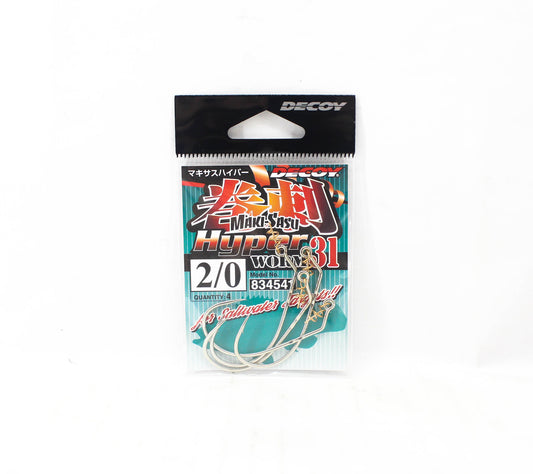 DECOY
マキサスハイパー
DECOY
巻刺
MAKI-SASU
Hyper
WORM31
2/0
Model No.
834541
QUANTITY:4
Saltwater